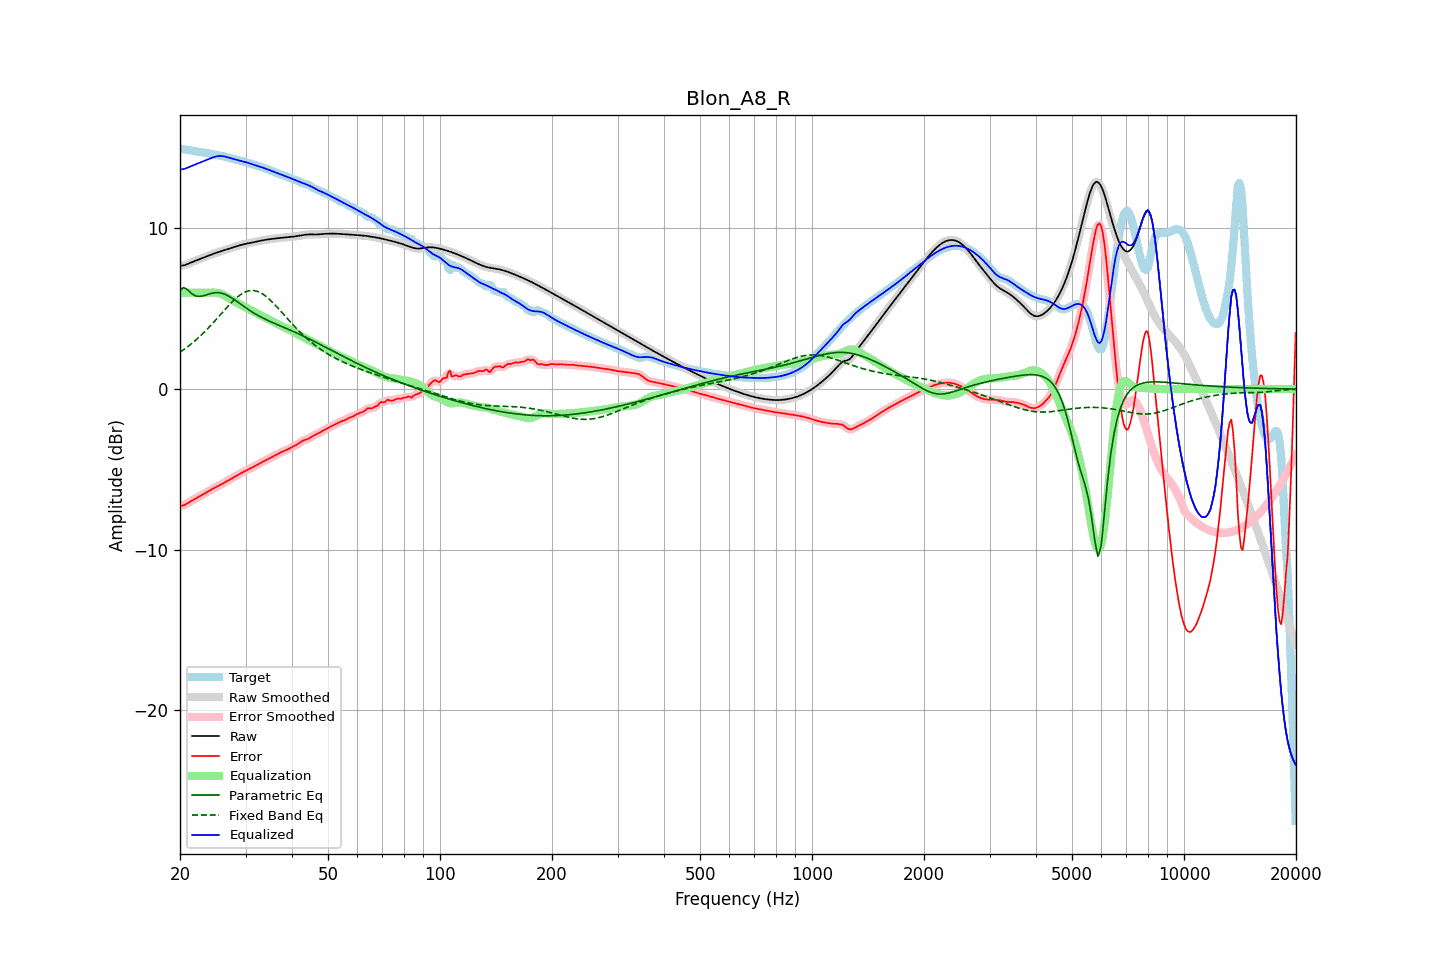 Blon_A8_R
Amplitude (dBr)
10
0
−10
−20
Target
Raw Smoothed
Error Smoothed
Raw
Error
Equalization
Parametric Eq
Fixed Band Eq
Equalized
20 50 100 200 500 1000 2000 5000 10000 20000
Frequency (Hz)